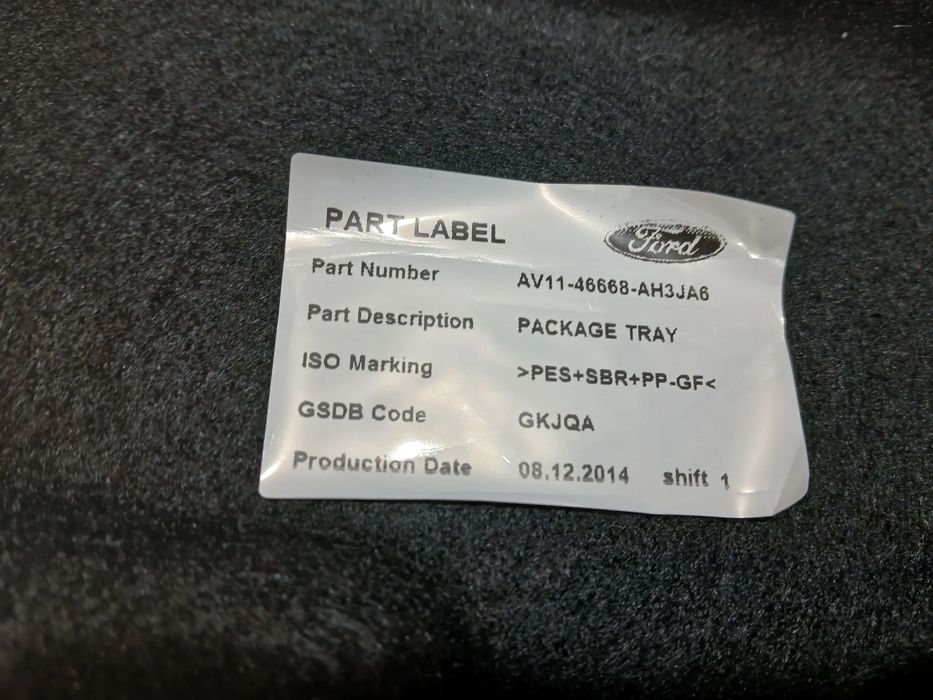 PART LABEL Ford
Part Number AV11-46668-AH3JA6
Part Description PACKAGE TRAY
ISO Marking >PES+SBR+PP-GF<
GSDB Code GKJQA
Production Date 08.12.2014 shift 1